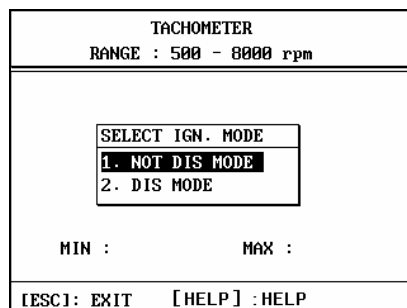 TACHOMETER
RANGE : 500 - 8000 rpm
SELECT IGN. MODE
1. NOT DIS MODE
2. DIS MODE
MIN : MAX :
[ESC]: EXIT [HELP] :HELP